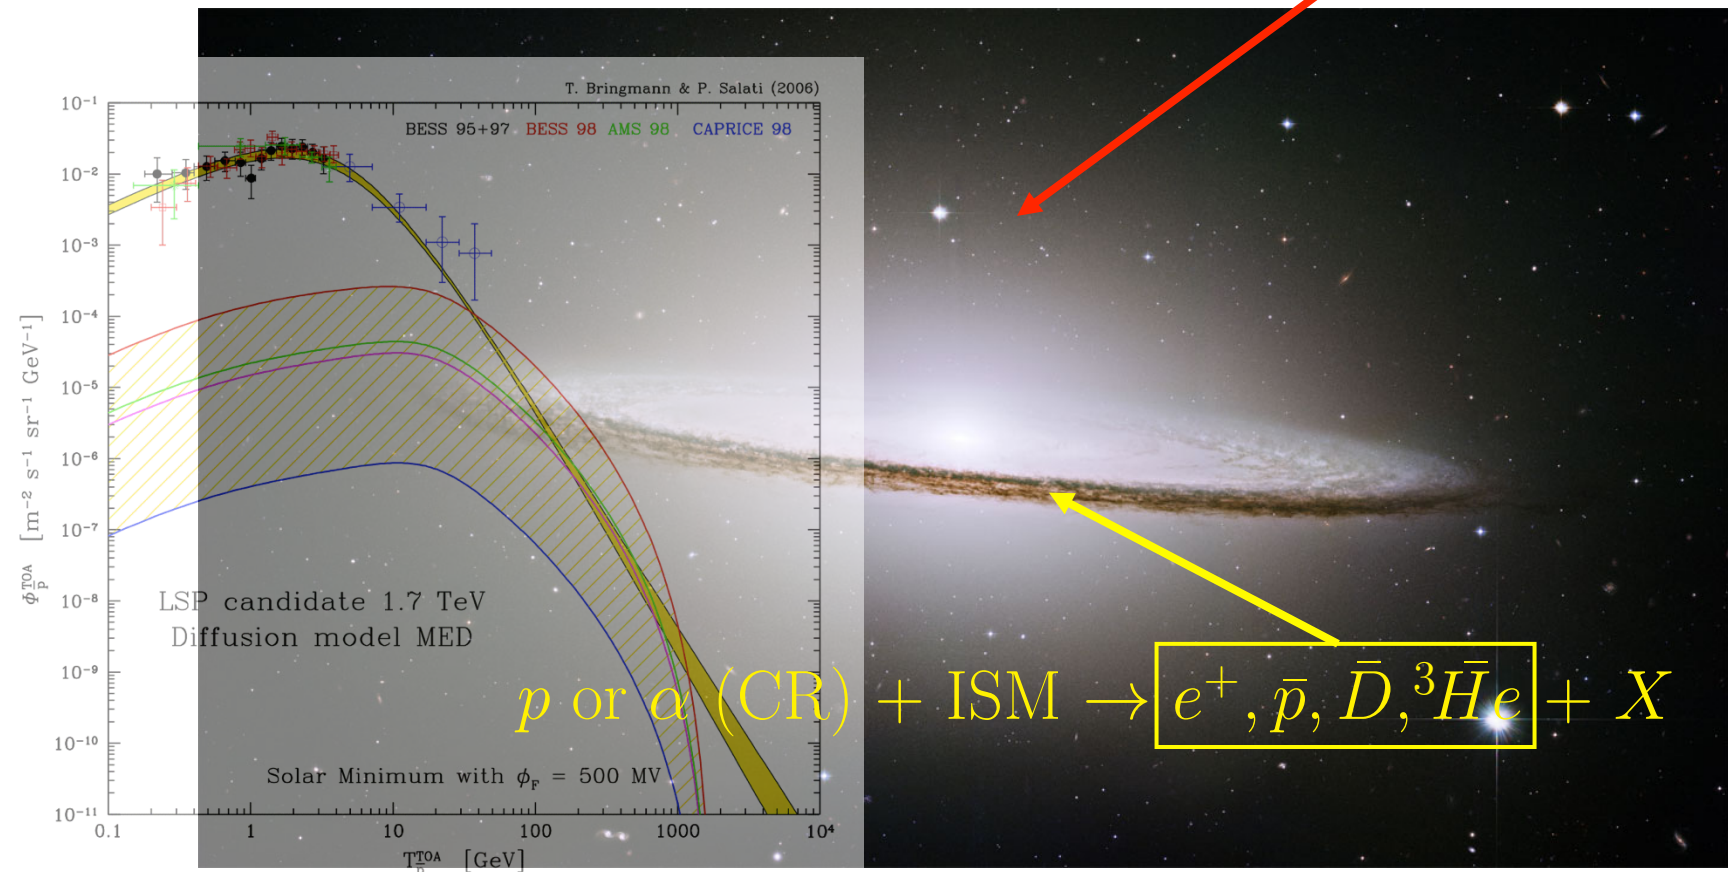 T. Bringmann & P. Salati (2006)
BESS 95+97 BESS 98 AMS 98 CAPRICE 98
10⁻¹
10⁻²
10⁻³
10⁻⁴
10⁻⁵
10⁻⁶
10⁻⁷
10⁻⁸
10⁻⁹
10⁻¹⁰
10⁻¹¹
Φ_p̄^TOA [m⁻² s⁻¹ sr⁻¹ GeV⁻¹]
LSP candidate 1.7 TeV
Diffusion model MED
p or α (CR) + ISM → e⁺, p̄, D̄, ³H̄e + X
Solar Minimum with ϕ_F = 500 MV
0.1 1 10 100 1000 10⁴
T_p̄^TOA [GeV]